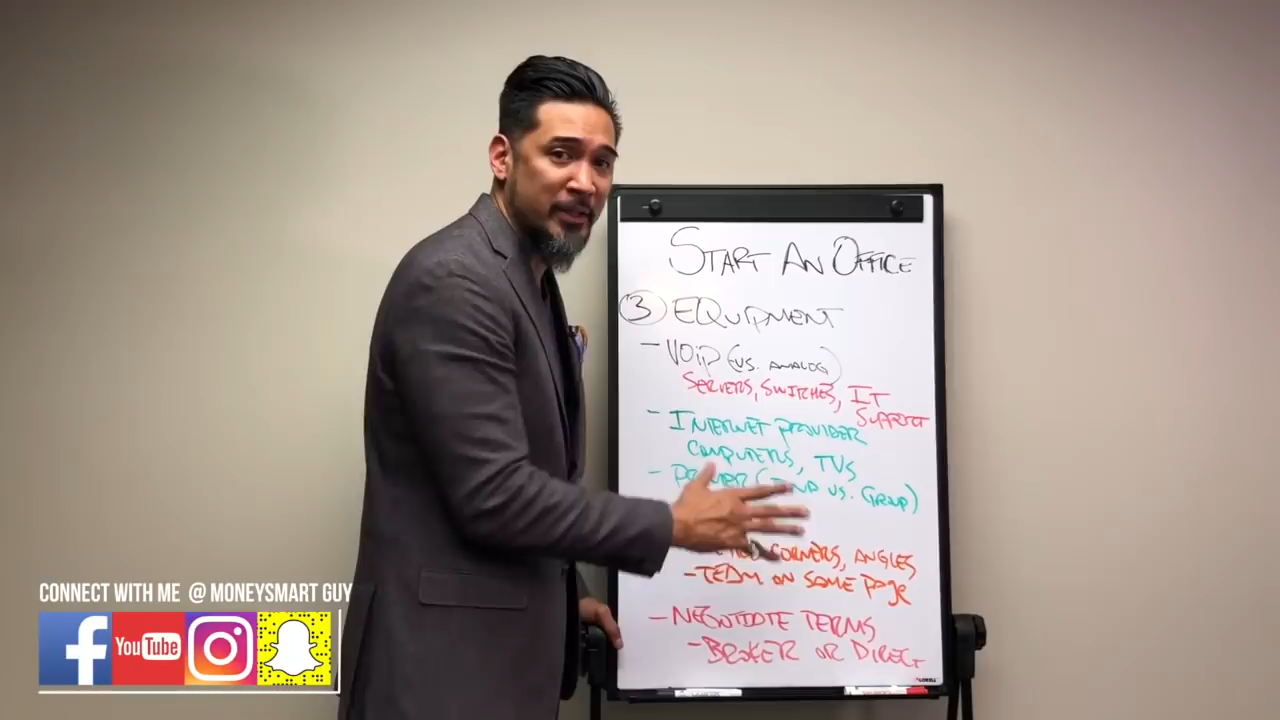 START AN OFFICE
3 EQUIPMENT
- VOIP (VS. ANALOG)
SERVERS, SWITCHES, IT
SUPPORT
- INTERNET PROVIDER
COMPUTERS, TVS
- PRINTER ( VS. GROUP)
CORNERS, ANGLES
- TEAM ON SAME PAGE
- NEGOTIATE TERMS
- BROKER OR DIRECT
CONNECT WITH ME @ MONEYSMART GUY
YouTube